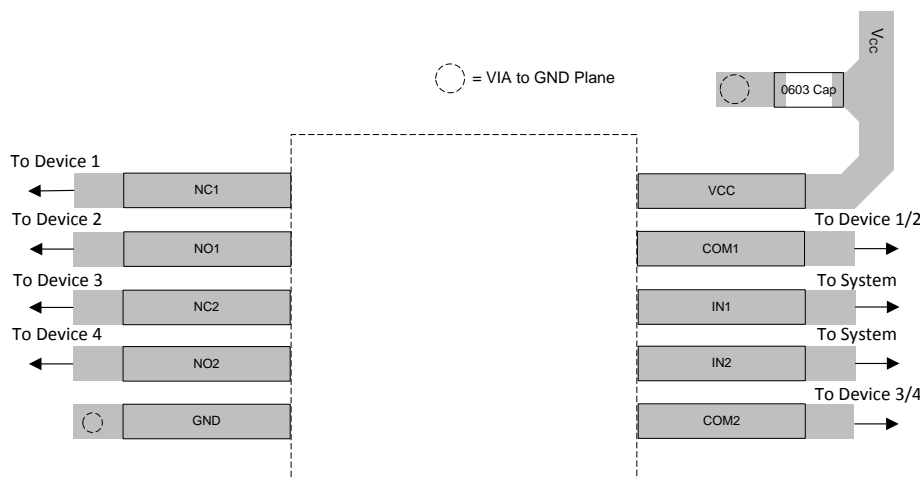 Vcc
= VIA to GND Plane
0603 Cap
To Device 1
NC1
VCC
To Device 2
To Device 1/2
NO1
COM1
To Device 3
To System
NC2
IN1
To Device 4
To System
NO2
IN2
To Device 3/4
GND
COM2